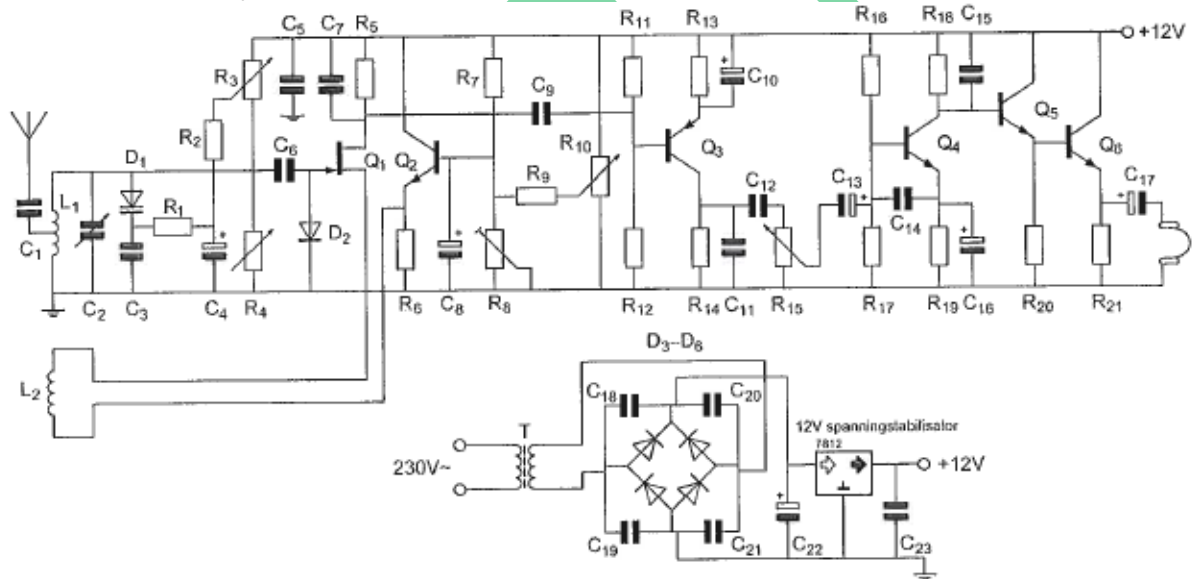 R₁₁ R₁₃ R₁₆ R₁₈ C₁₅
C₅ C₇ R₅ +12V
R₃ R₇ C₁₀
C₉
R₂ Q₅
D₁ C₆ R₁₀ Q₃ Q₄ Q₆
Q₁ Q₂
L₁ R₁ R₉ C₁₂ C₁₃ C₁₇
C₁ D₂ C₁₄
C₂ C₃ C₄ R₄ R₆ C₈ R₈ R₁₂ R₁₄ C₁₁ R₁₅ R₁₇ R₁₉ C₁₆ R₂₀ R₂₁
D₃–D₆
L₂ C₁₈ C₂₀
T 12V spanningstabilisator
7812
230V~ +12V
C₁₉ C₂₁ C₂₂ C₂₃